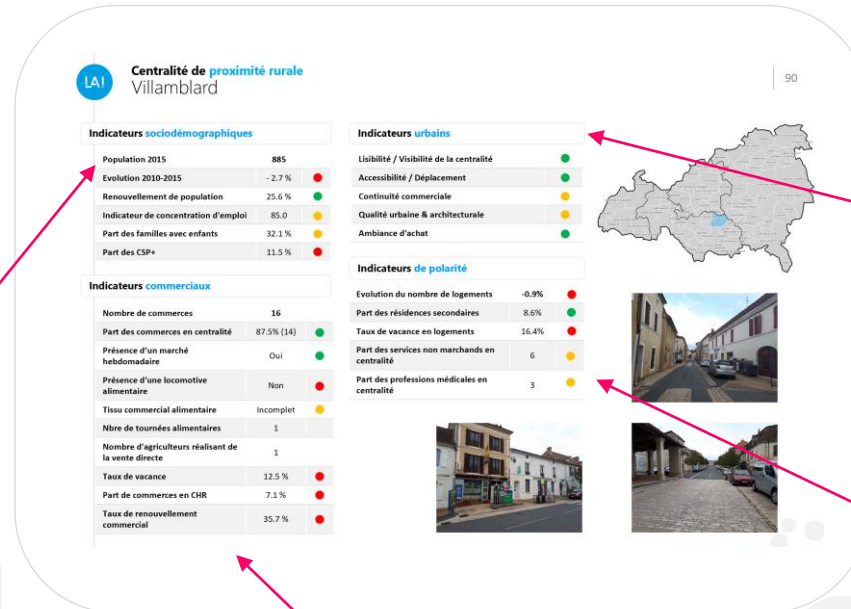 LAI
Centralité de proximité rurale
Villamblard
90
Indicateurs sociodémographiques
Population 2015 885
Evolution 2010-2015 - 2.7 %
Renouvellement de population 25.6 %
Indicateur de concentration d'emploi 85.0
Part des familles avec enfants 32.1 %
Part des CSP+ 11.5 %
Indicateurs commerciaux
Nombre de commerces 16
Part des commerces en centralité 87.5% (14)
Présence d'un marché
hebdomadaire Oui
Présence d'une locomotive
alimentaire Non
Tissu commercial alimentaire Incomplet
Nbre de tournées alimentaires 1
Nombre d'agriculteurs réalisant de
la vente directe 1
Taux de vacance 12.5 %
Part de commerces en CHR 7.1 %
Taux de renouvellement
commercial 35.7 %
Indicateurs urbains
Lisibilité / Visibilité de la centralité
Accessibilité / Déplacement
Continuité commerciale
Qualité urbaine & architecturale
Ambiance d'achat
Indicateurs de polarité
Evolution du nombre de logements -0.9%
Part des résidences secondaires 8.6%
Taux de vacance en logements 16.4%
Part des services non marchands en
centralité 6
Part des professions médicales en
centralité 3